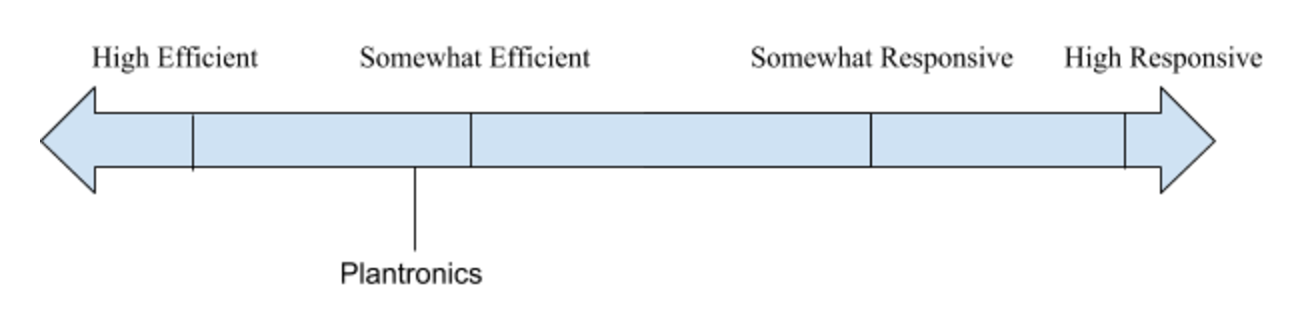 High Efficient Somewhat Efficient Somewhat Responsive High Responsive
Plantronics